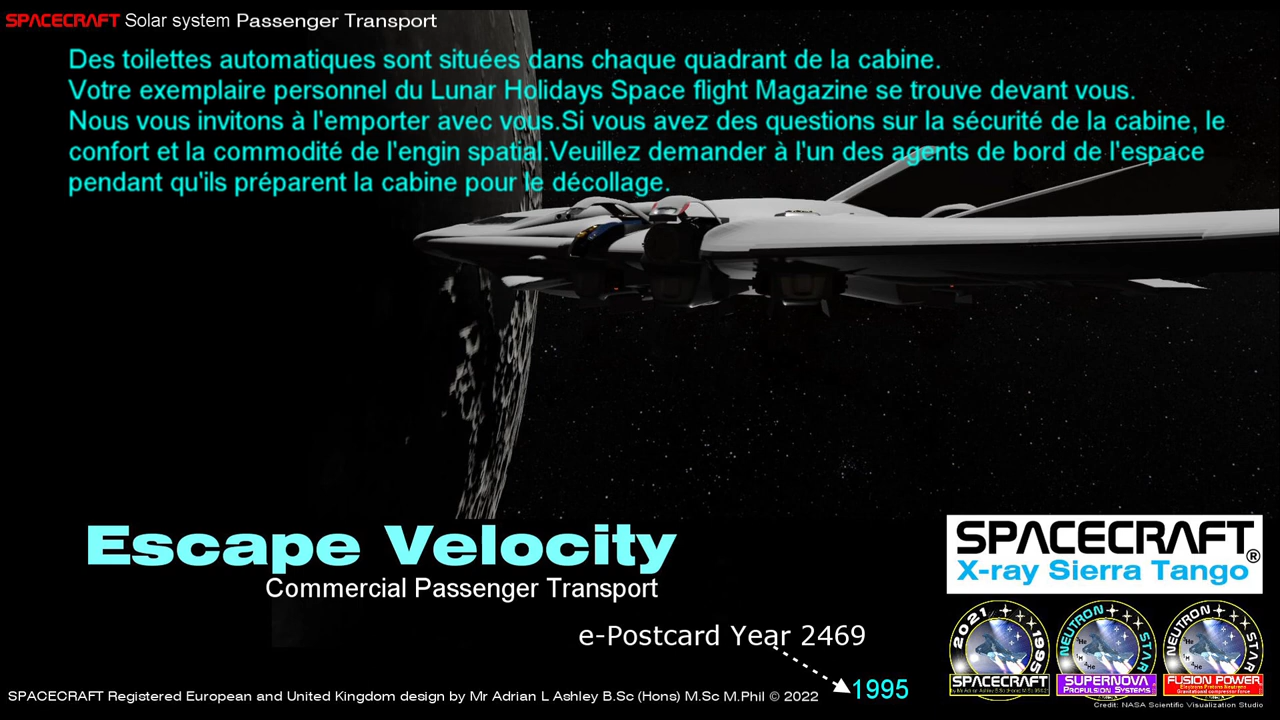 SPACECRAFT Solar system Passenger Transport
Des toilettes automatiques sont situées dans chaque quadrant de la cabine.
Votre exemplaire personnel du Lunar Holidays Space flight Magazine se trouve devant vous.
Nous vous invitons à l'emporter avec vous.Si vous avez des questions sur la sécurité de la cabine, le
confort et la commodité de l'engin spatial.Veuillez demander à l'un des agents de bord de l'espace
pendant qu'ils préparent la cabine pour le décollage.
Escape Velocity
Commercial Passenger Transport
SPACECRAFT®
X-ray Sierra Tango
e-Postcard Year 2469
1995
2021 1995
SPACECRAFT
NEUTRON STAR
SUPERNOVA
PROPULSION SYSTEMS
NEUTRON STAR
FUSION POWER
Electrons Protons Neutrons
Gravitational compressor force
SPACECRAFT Registered European and United Kingdom design by Mr Adrian L Ashley B.Sc (Hons) M.Sc M.Phil © 2022
Credit: NASA Scientific Visualization Studio